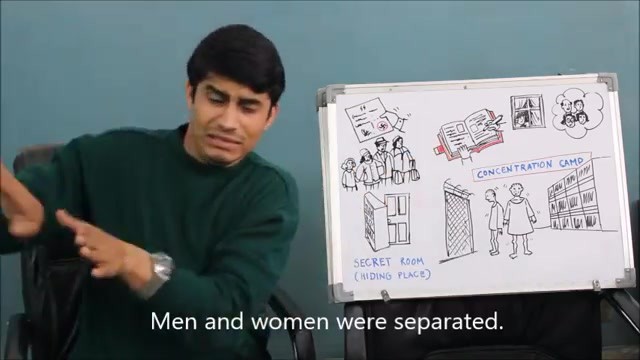 CONCENTRATION CAMP
SECRET ROOM
(HIDING PLACE)
Men and women were separated.